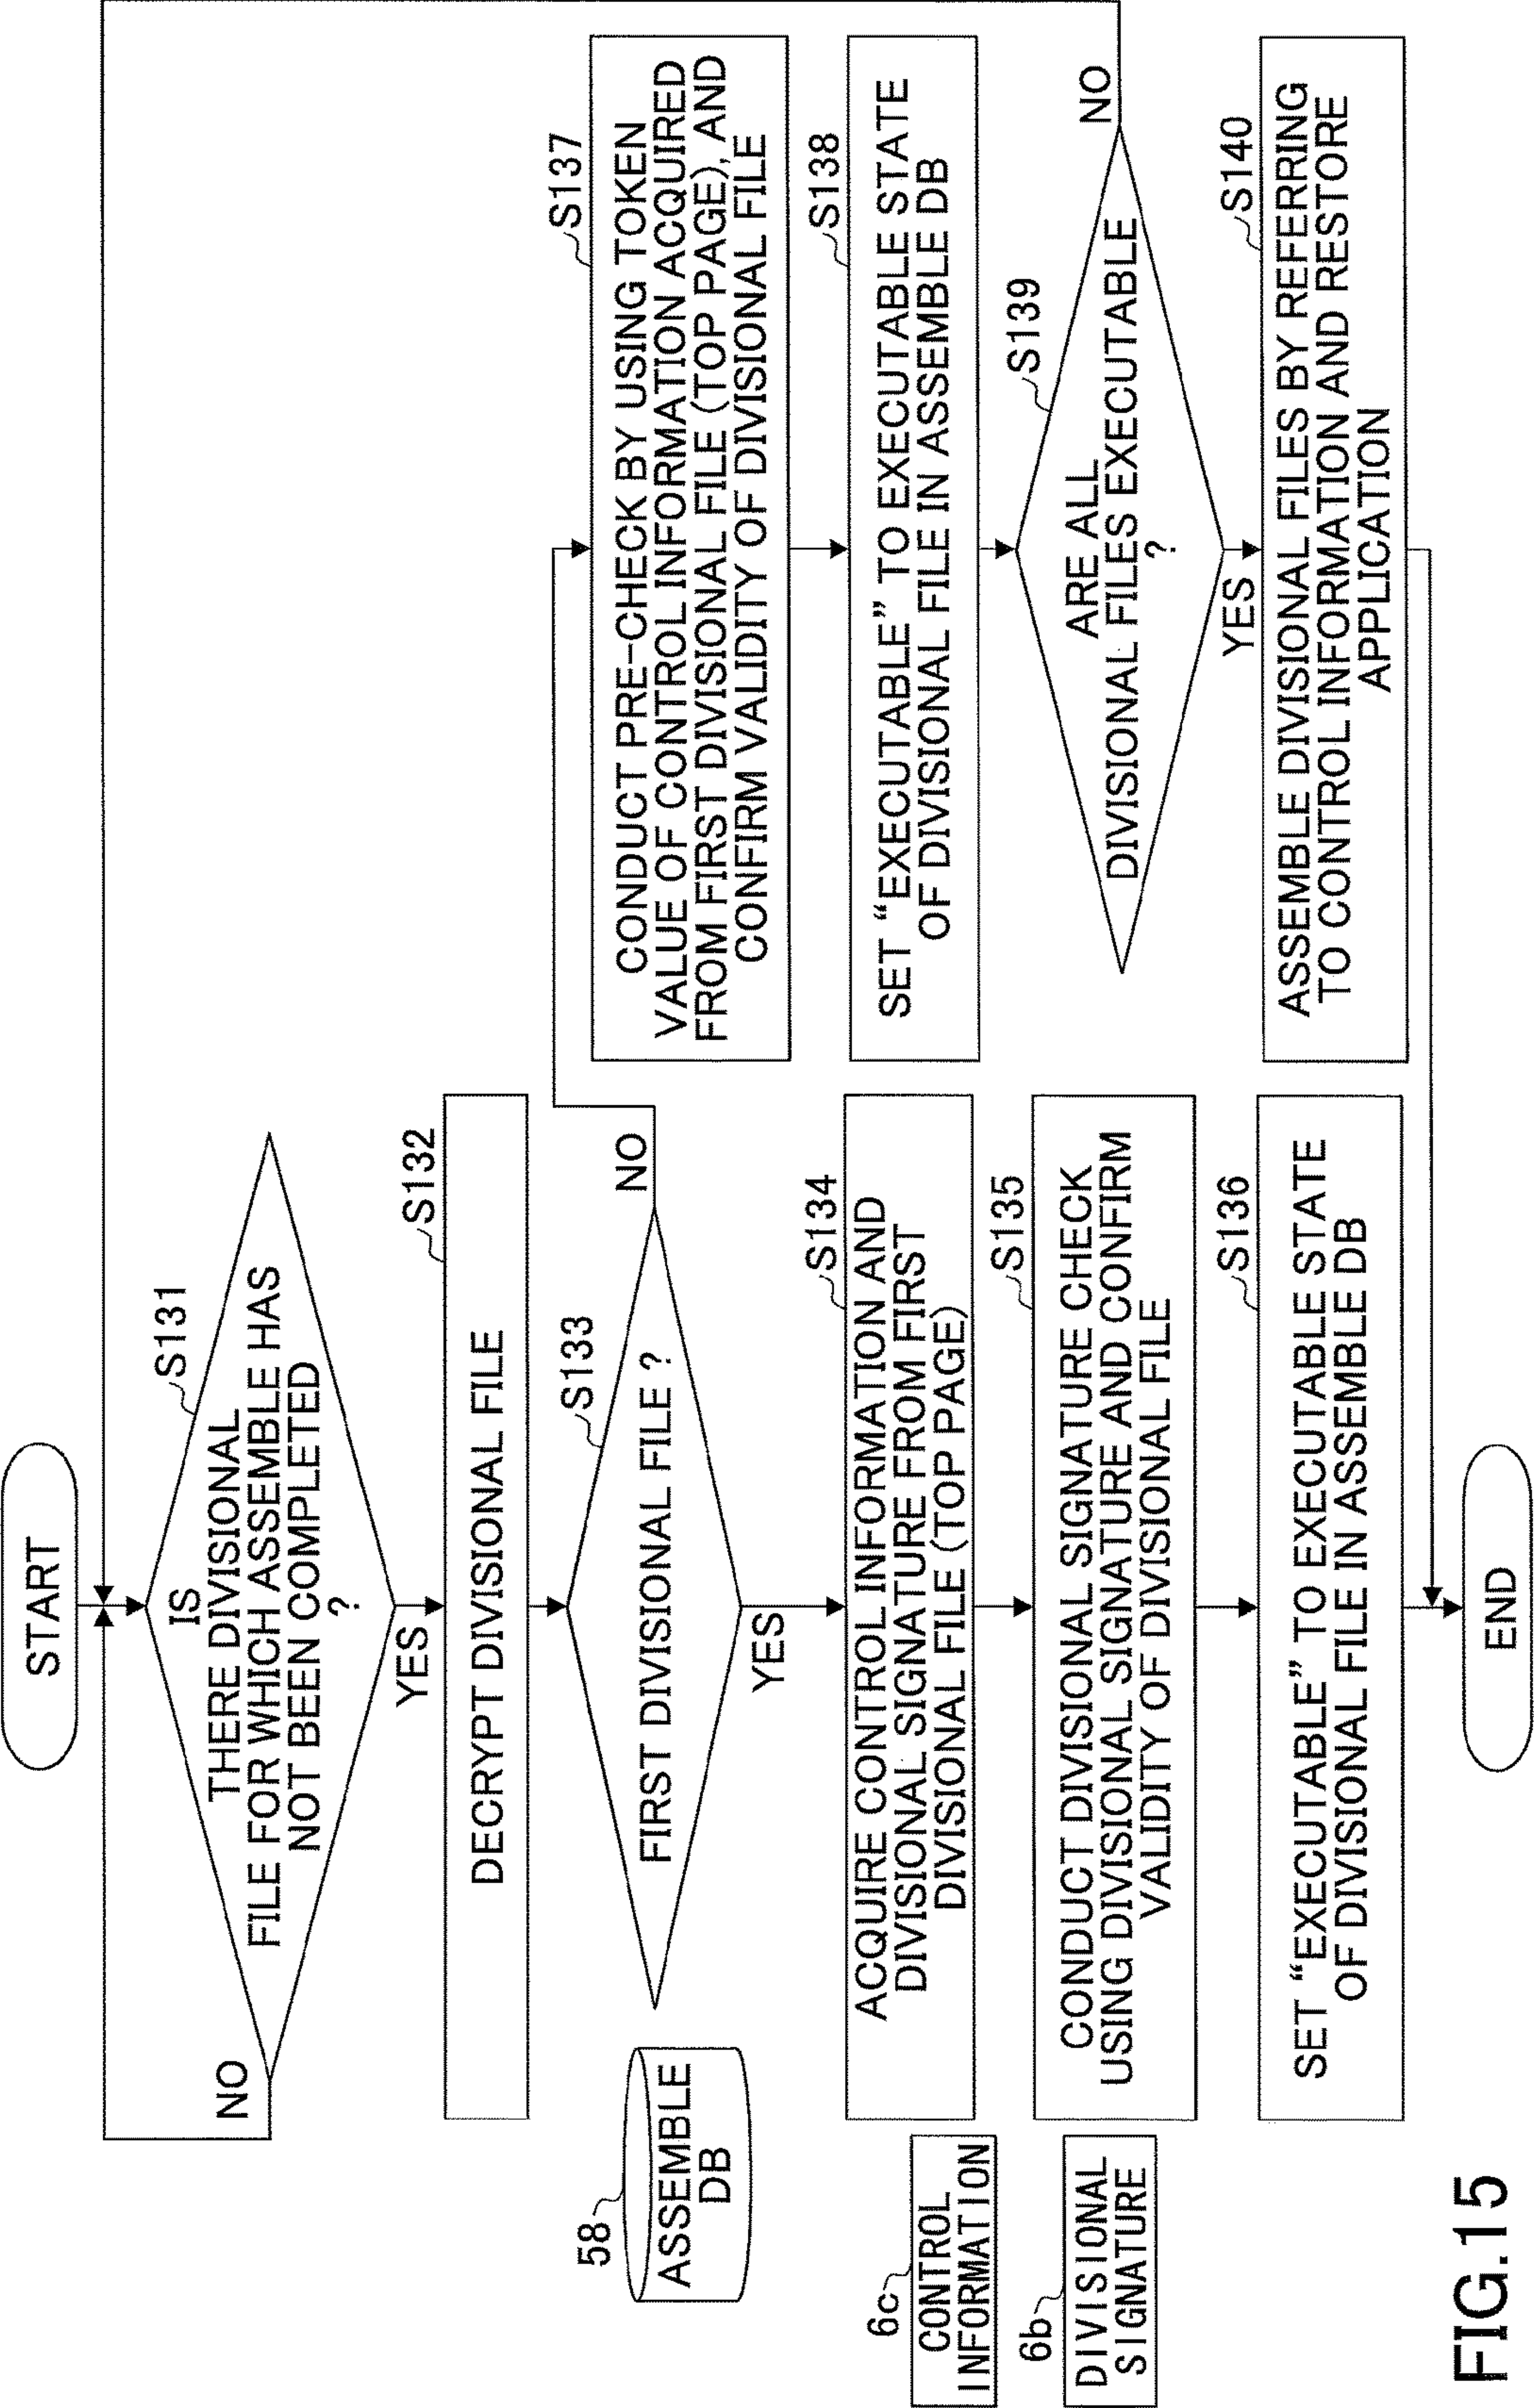 START
S131
IS
THERE DIVISIONAL
FILE FOR WHICH ASSEMBLE HAS
NOT BEEN COMPLETED
?
NO
YES
S132
DECRYPT DIVISIONAL FILE
S133
FIRST DIVISIONAL FILE ?
NO
YES
58
ASSEMBLE
DB
S134
ACQUIRE CONTROL INFORMATION AND
DIVISIONAL SIGNATURE FROM FIRST
DIVISIONAL FILE (TOP PAGE)
6c
CONTROL
INFORMATION
S135
CONDUCT DIVISIONAL SIGNATURE CHECK
USING DIVISIONAL SIGNATURE AND CONFIRM
VALIDITY OF DIVISIONAL FILE
6b
DIVISIONAL
SIGNATURE
S136
SET “EXECUTABLE” TO EXECUTABLE STATE
OF DIVISIONAL FILE IN ASSEMBLE DB
S137
CONDUCT PRE-CHECK BY USING TOKEN
VALUE OF CONTROL INFORMATION ACQUIRED
FROM FIRST DIVISIONAL FILE (TOP PAGE), AND
CONFIRM VALIDITY OF DIVISIONAL FILE
S138
SET “EXECUTABLE” TO EXECUTABLE STATE
OF DIVISIONAL FILE IN ASSEMBLE DB
S139
ARE ALL
DIVISIONAL FILES EXECUTABLE
?
NO
YES
S140
ASSEMBLE DIVISIONAL FILES BY REFERRING
TO CONTROL INFORMATION AND RESTORE
APPLICATION
END
FIG.15